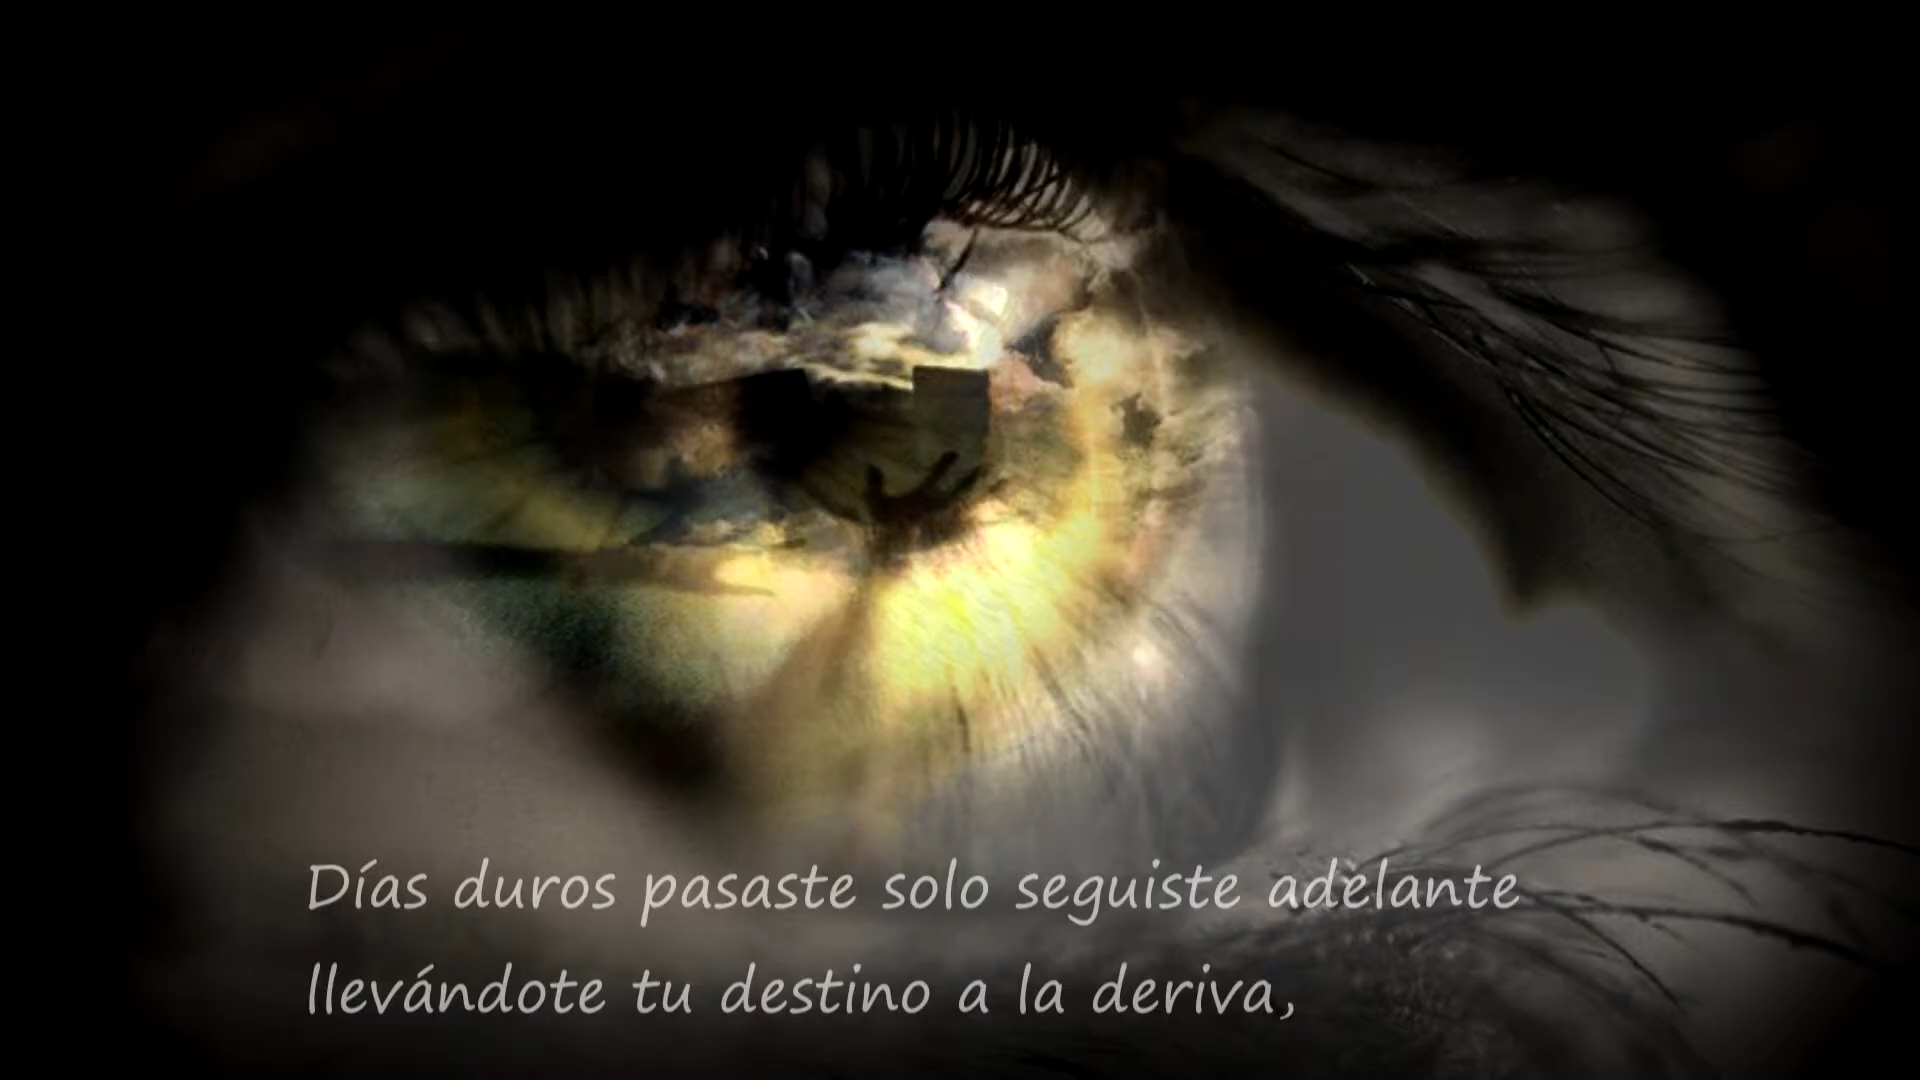 Días duros pasaste solo seguiste adelante
llevándote tu destino a la deriva,